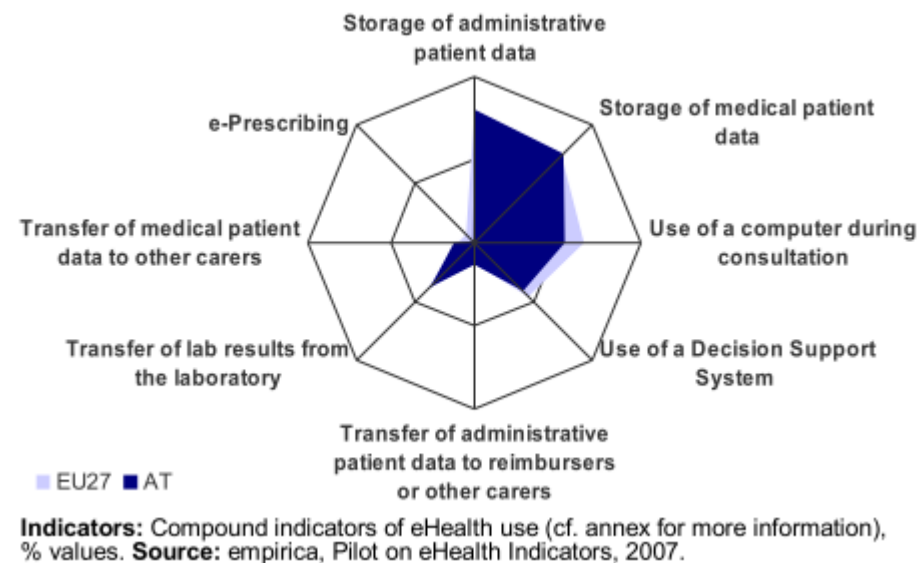 Storage of administrative
patient data
Storage of medical patient
data
e-Prescribing
Transfer of medical patient
data to other carers
Use of a computer during
consultation
Transfer of lab results from
the laboratory
Use of a Decision Support
System
Transfer of administrative
patient data to reimbursers
or other carers
EU27 AT
Indicators: Compound indicators of eHealth use (cf. annex for more information),
% values. Source: empirica, Pilot on eHealth Indicators, 2007.